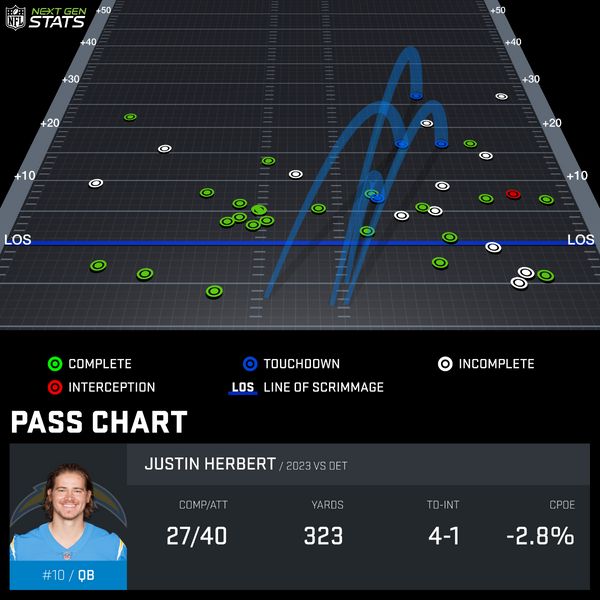 NFL NEXT GEN STATS
+50 +50
+40 +40
+30 +30
+20 +20
+10 +10
LOS LOS
COMPLETE TOUCHDOWN INCOMPLETE
INTERCEPTION LOS LINE OF SCRIMMAGE
PASS CHART
JUSTIN HERBERT / 2023 VS DET
COMP/ATT YARDS TD-INT CPOE
27/40 323 4-1 -2.8%
#10 / QB